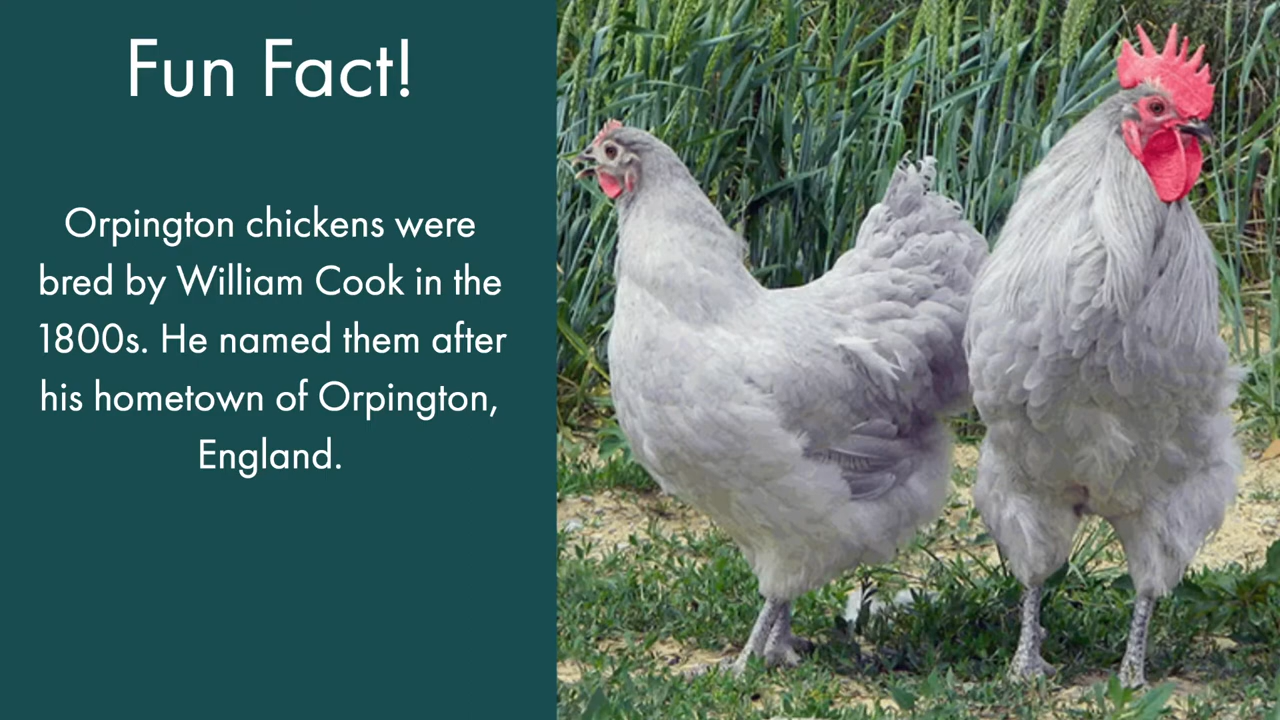 Fun Fact!
Orpington chickens were
bred by William Cook in the
1800s. He named them after
his hometown of Orpington,
England.